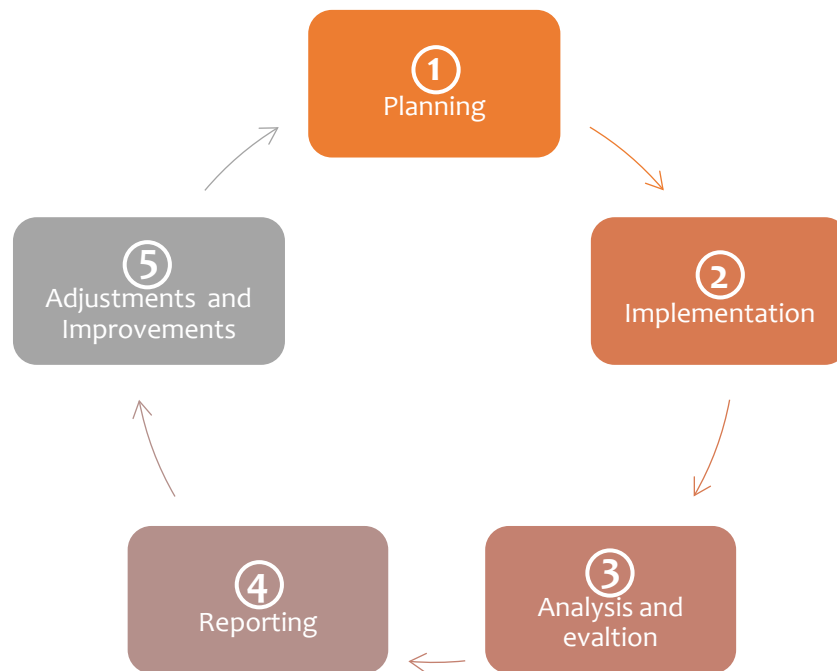 1
Planning
2
Implementation
3
Analysis and
evaltion
4
Reporting
5
Adjustments and
Improvements